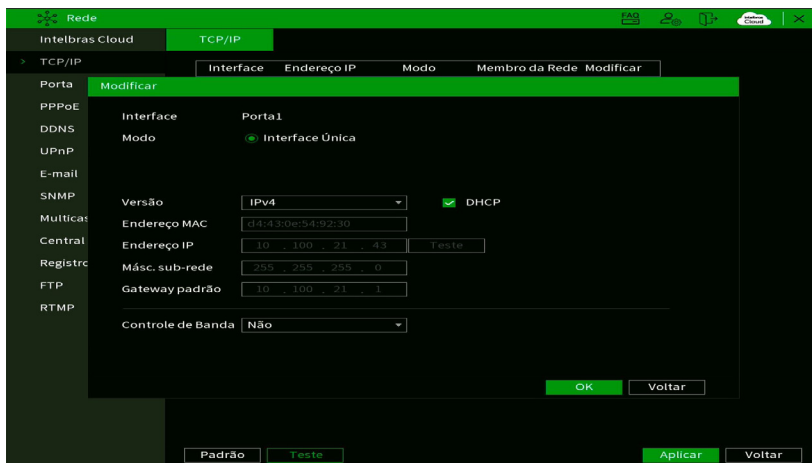 Rede FAQ intelbras Cloud
Intelbras Cloud TCP/IP
> TCP/IP
Interface Endereço IP Modo Membro da Rede Modificar
Porta
Modificar
PPPoE
Interface Porta1
DDNS
Modo Interface Única
UPnP
E-mail
SNMP
Versão IPv4 DHCP
Multicas
Endereço MAC d4:43:0e:54:92:30
Central
Endereço IP 10 . 100 . 21 . 43 Teste
Registro
Másc. sub-rede 255 . 255 . 255 . 0
FTP
Gateway padrão 10 . 100 . 21 . 1
RTMP
Controle de Banda Não
OK Voltar
Padrão Teste Aplicar Voltar